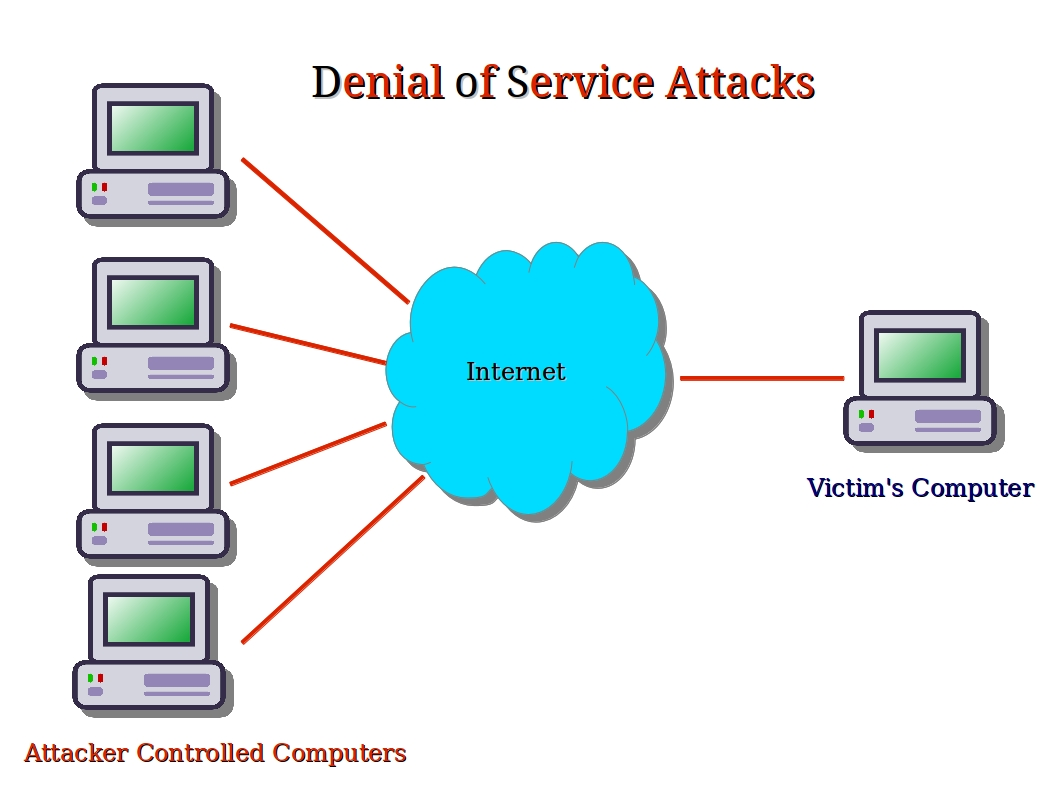 Denial of Service Attacks
Internet
Victim's Computer
Attacker Controlled Computers